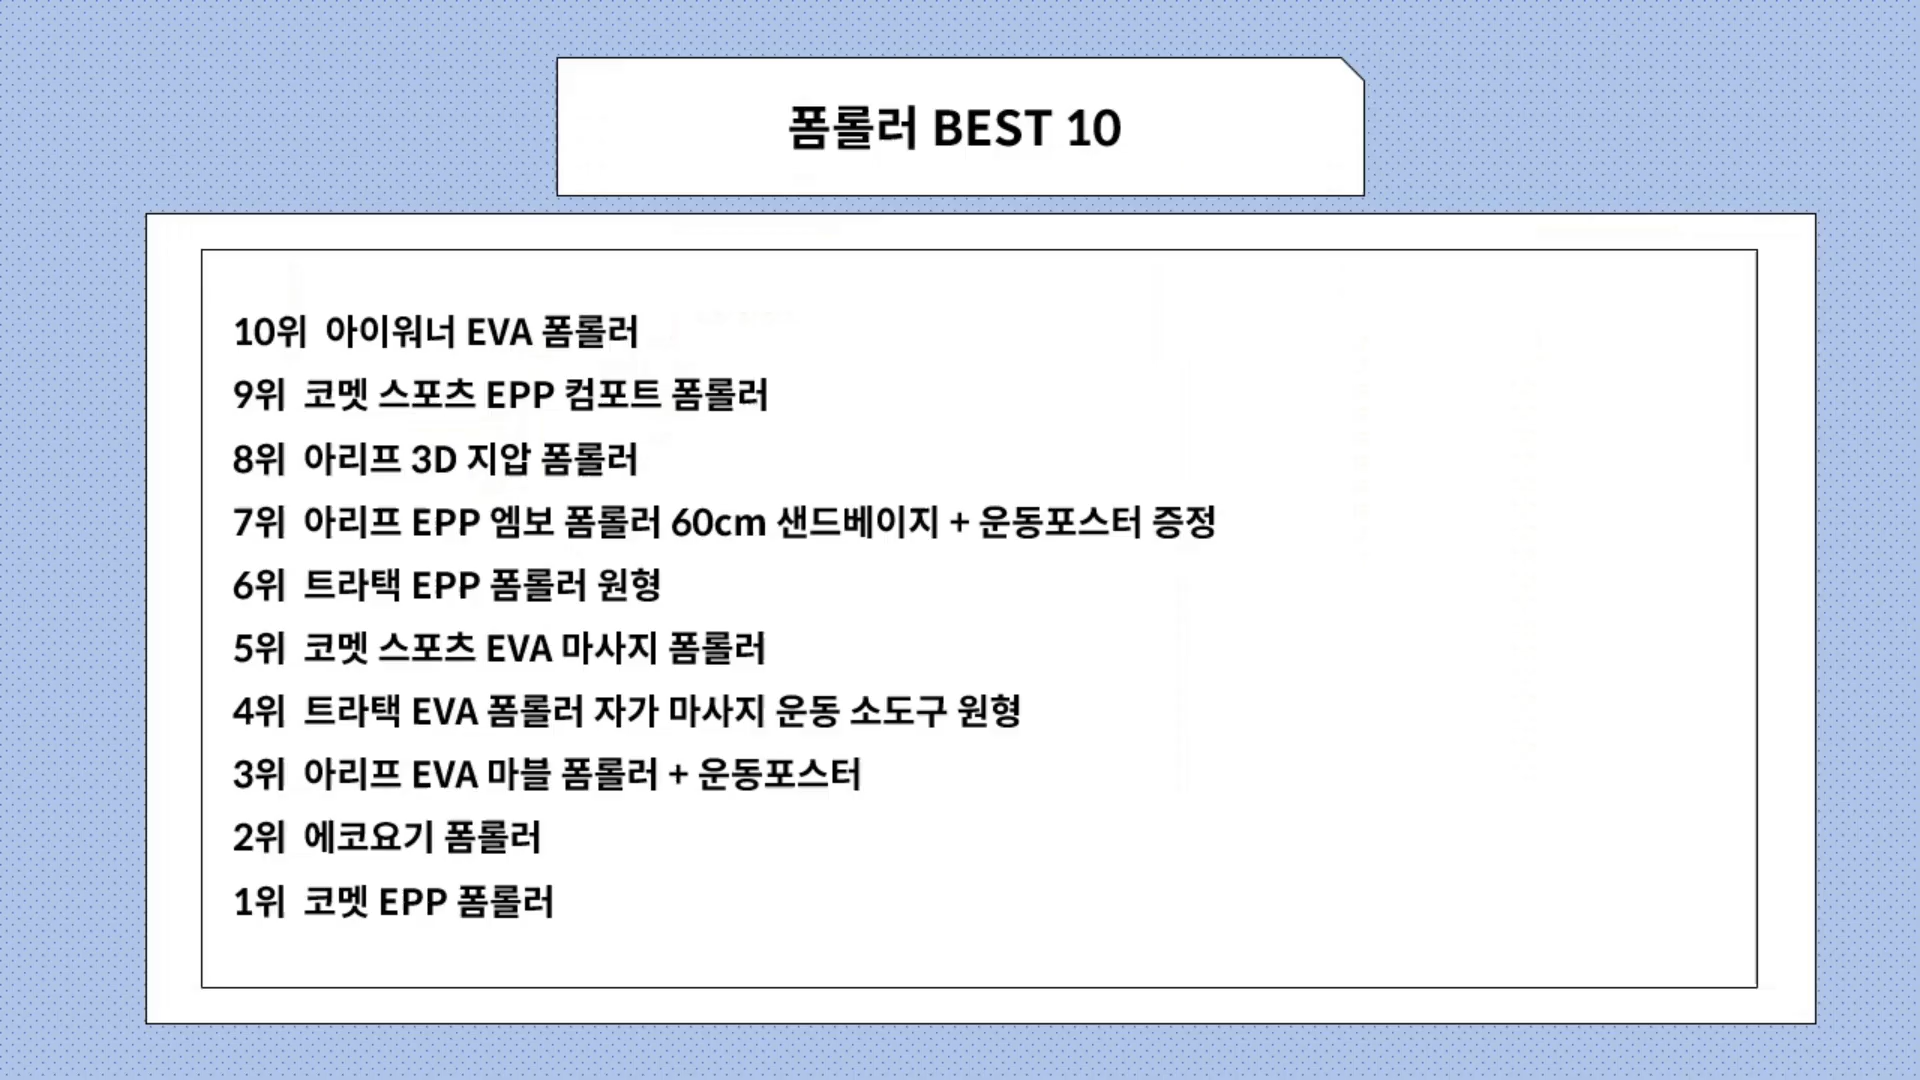 폼롤러 BEST 10
10위 아이워너 EVA 폼롤러
9위 코멧 스포츠 EPP 컴포트 폼롤러
8위 아리프 3D 지압 폼롤러
7위 아리프 EPP 엠보 폼롤러 60cm 샌드베이지 + 운동포스터 증정
6위 트라택 EPP 폼롤러 원형
5위 코멧 스포츠 EVA 마사지 폼롤러
4위 트라택 EVA 폼롤러 자가 마사지 운동 소도구 원형
3위 아리프 EVA 마블 폼롤러 + 운동포스터
2위 에코요기 폼롤러
1위 코멧 EPP 폼롤러